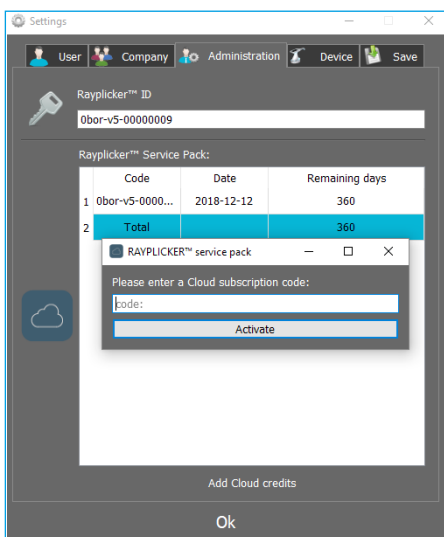 Settings
User Company Administration Device Save
Rayplicker™ ID
0bor-v5-00000009
Rayplicker™ Service Pack:
Code Date Remaining days
1 0bor-v5-0000... 2018-12-12 360
2 Total 360
RAYPLICKER™ service pack
Please enter a Cloud subscription code:
code:
Activate
Add Cloud credits
Ok